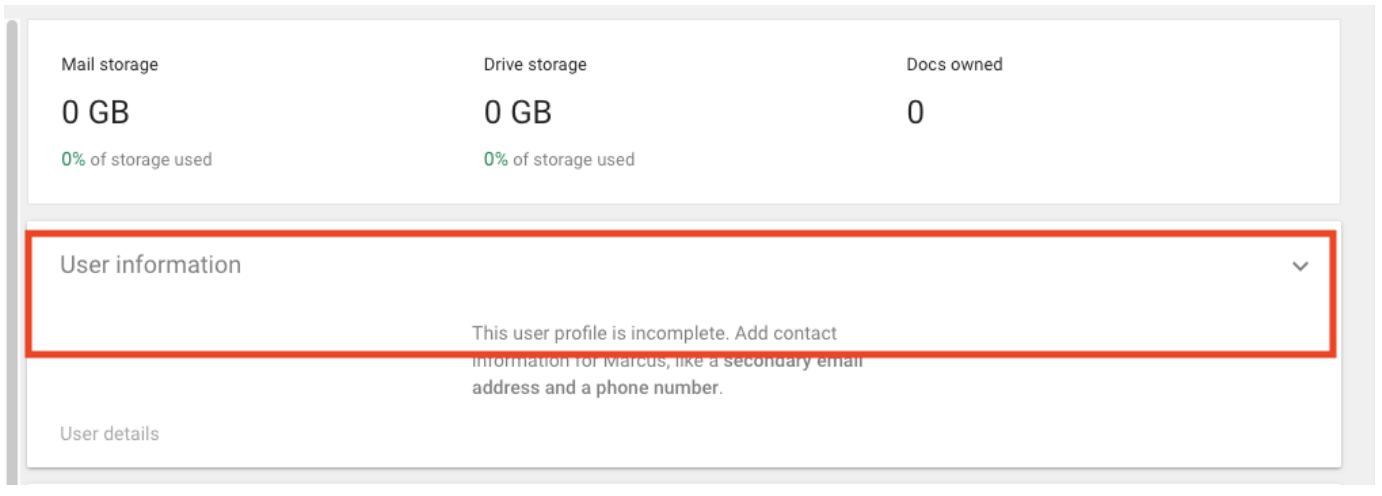 Mail storage
Drive storage
Docs owned
0 GB
0 GB
0
0% of storage used
0% of storage used
User information
This user profile is incomplete. Add contact
information for Marcus, like a secondary email
address and a phone number.
User details